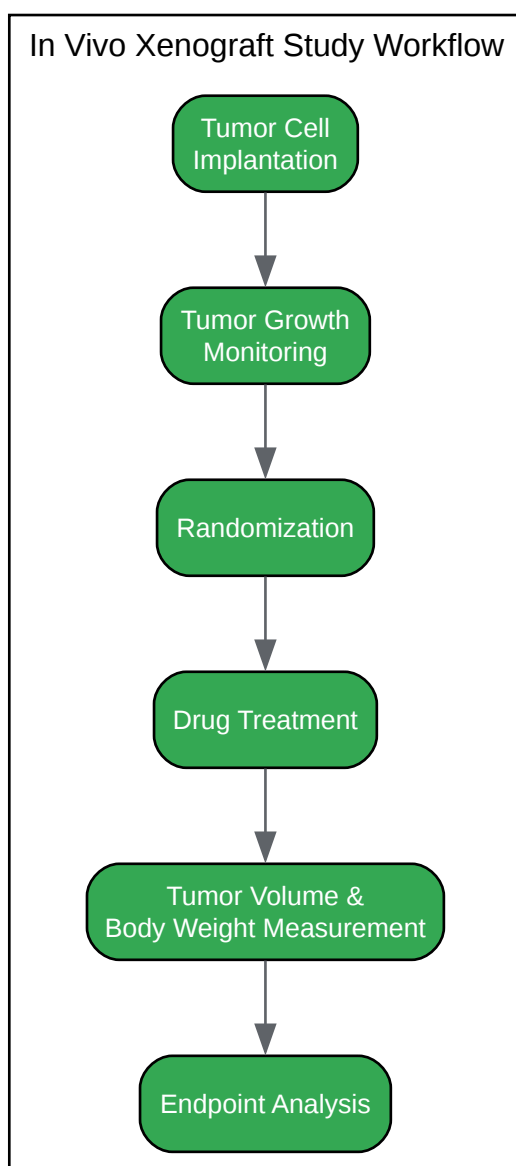 In Vivo Xenograft Study Workflow
Tumor Cell
Implantation
Tumor Growth
Monitoring
Randomization
Drug Treatment
Tumor Volume &
Body Weight Measurement
Endpoint Analysis